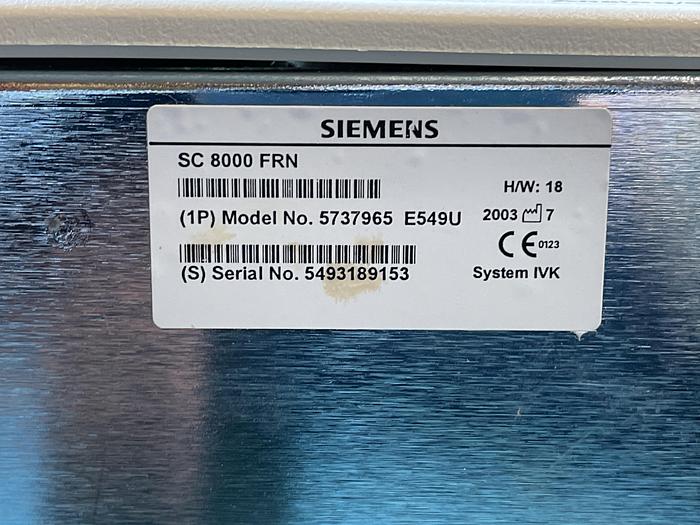 SIEMENS
SC 8000 FRN
H/W: 18
(1P) Model No. 5737965 E549U
2003 7
CE 0123
(S) Serial No. 5493189153
System IVK